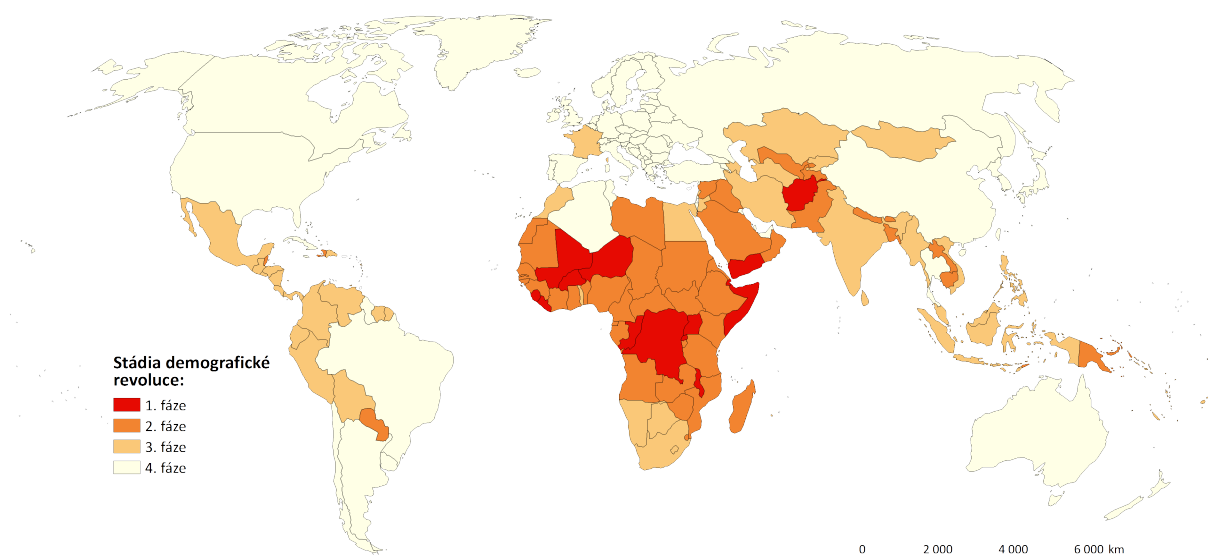 Stádia demografické
revoluce:
1. fáze
2. fáze
3. fáze
4. fáze
0 2 000 4 000 6 000 km